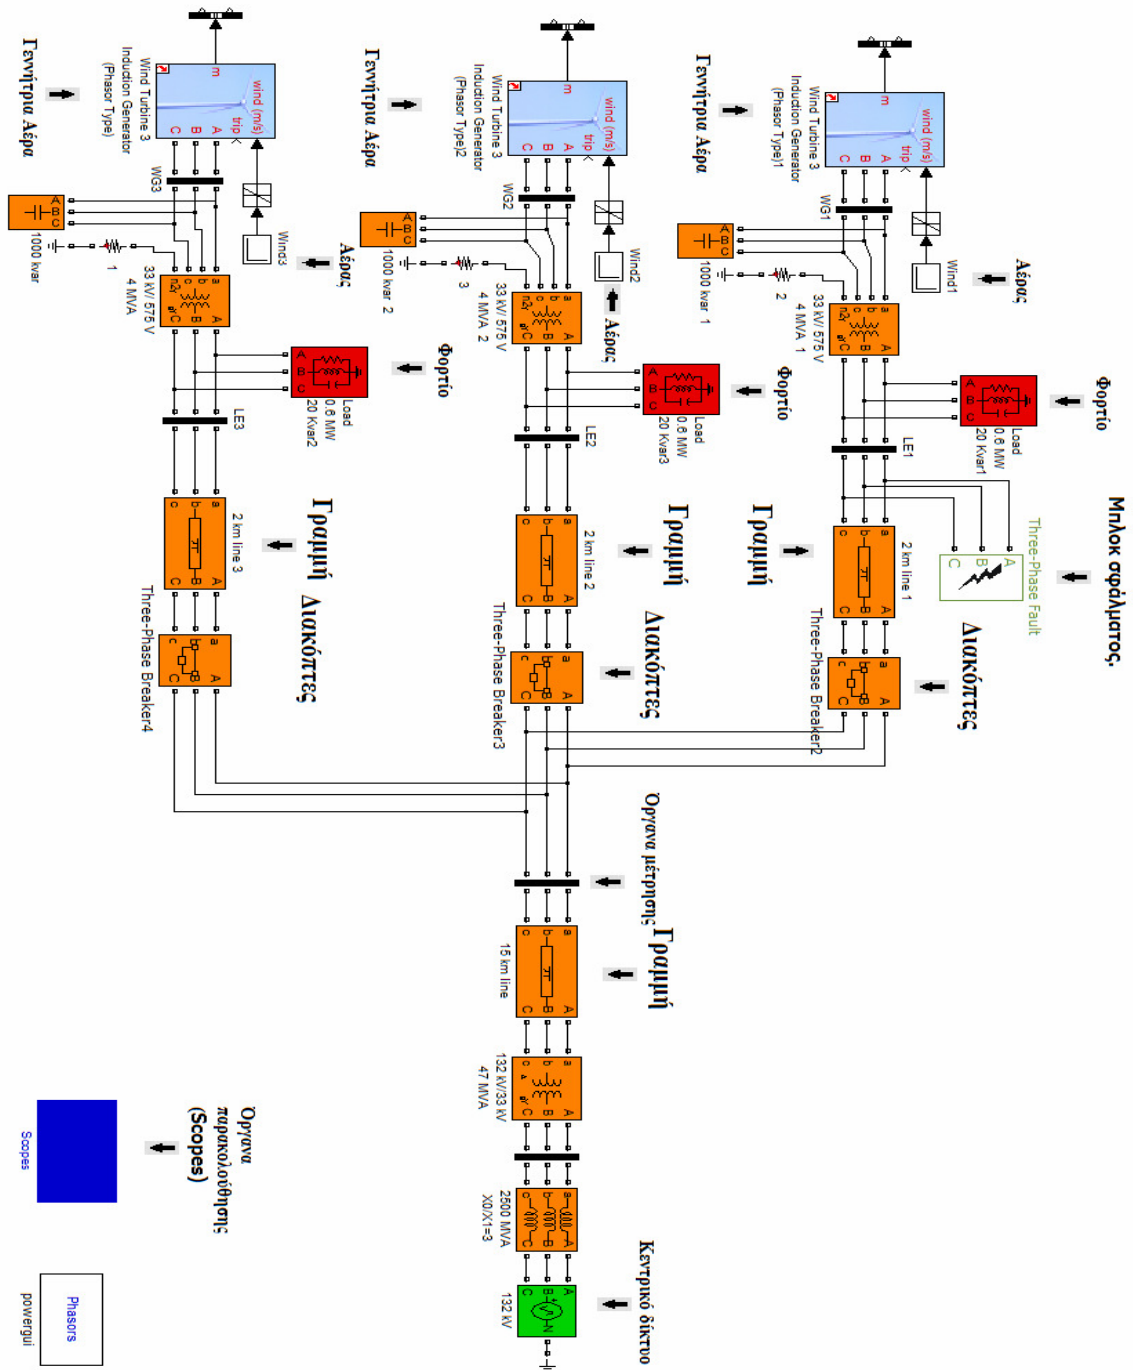 Μπλοκ σφάλματος.
Φορτίο
Αέρας
Three-Phase Fault
A
B
C
Διακόπτες
Load
0.6 MW
20 Kvar1
A
B
C
Wind1
wind (m/s)
trip
m
A
B
C
Wind Turbine 3
Induction Generator
(Phasor Type)1
Γεννήτρια Αέρα
WG1
A
B
C
1000 kvar 1
2
a
b
c
n2
A
B
C
33 kV/ 575 V
4 MVA 1
LE1
a
b
c
A
B
C
2 km line 1
Γραμμή
a
b
c
A
B
C
Three-Phase Breaker2
Φορτίο
Load
0.6 MW
20 Kvar3
A
B
C
Αέρας
Wind2
wind (m/s)
trip
m
A
B
C
Wind Turbine 3
Induction Generator
(Phasor Type)2
Γεννήτρια Αέρα
WG2
A
B
C
1000 kvar 2
3
a
b
c
n2
A
B
C
33 kV/ 575 V
4 MVA 2
LE2
Γραμμή
a
b
c
A
B
C
2 km line 2
Διακόπτες
a
b
c
A
B
C
Three-Phase Breaker3
Όργανα μέτρησης
Γραμμή
a
b
c
A
B
C
15 km line
a
b
c
A
B
C
132 kV/33 kV
47 MVA
a
b
c
A
B
C
2500 MVA
X0/X1=3
Κεντρικό δίκτυο
A
B
C
N
132 kV
Φορτίο
Αέρας
Load
0.6 MW
20 Kvar2
A
B
C
Wind3
wind (m/s)
trip
m
A
B
C
Wind Turbine 3
Induction Generator
(Phasor Type)
Γεννήτρια Αέρα
WG3
A
B
C
1000 kvar
1
a
b
c
n2
A
B
C
33 kV/ 575 V
4 MVA
LE3
Γραμμή
a
b
c
A
B
C
2 km line 3
Διακόπτες
a
b
c
A
B
C
Three-Phase Breaker4
Όργανα
παρακολούθησης
(Scopes)
Scopes
Phasors
powergui